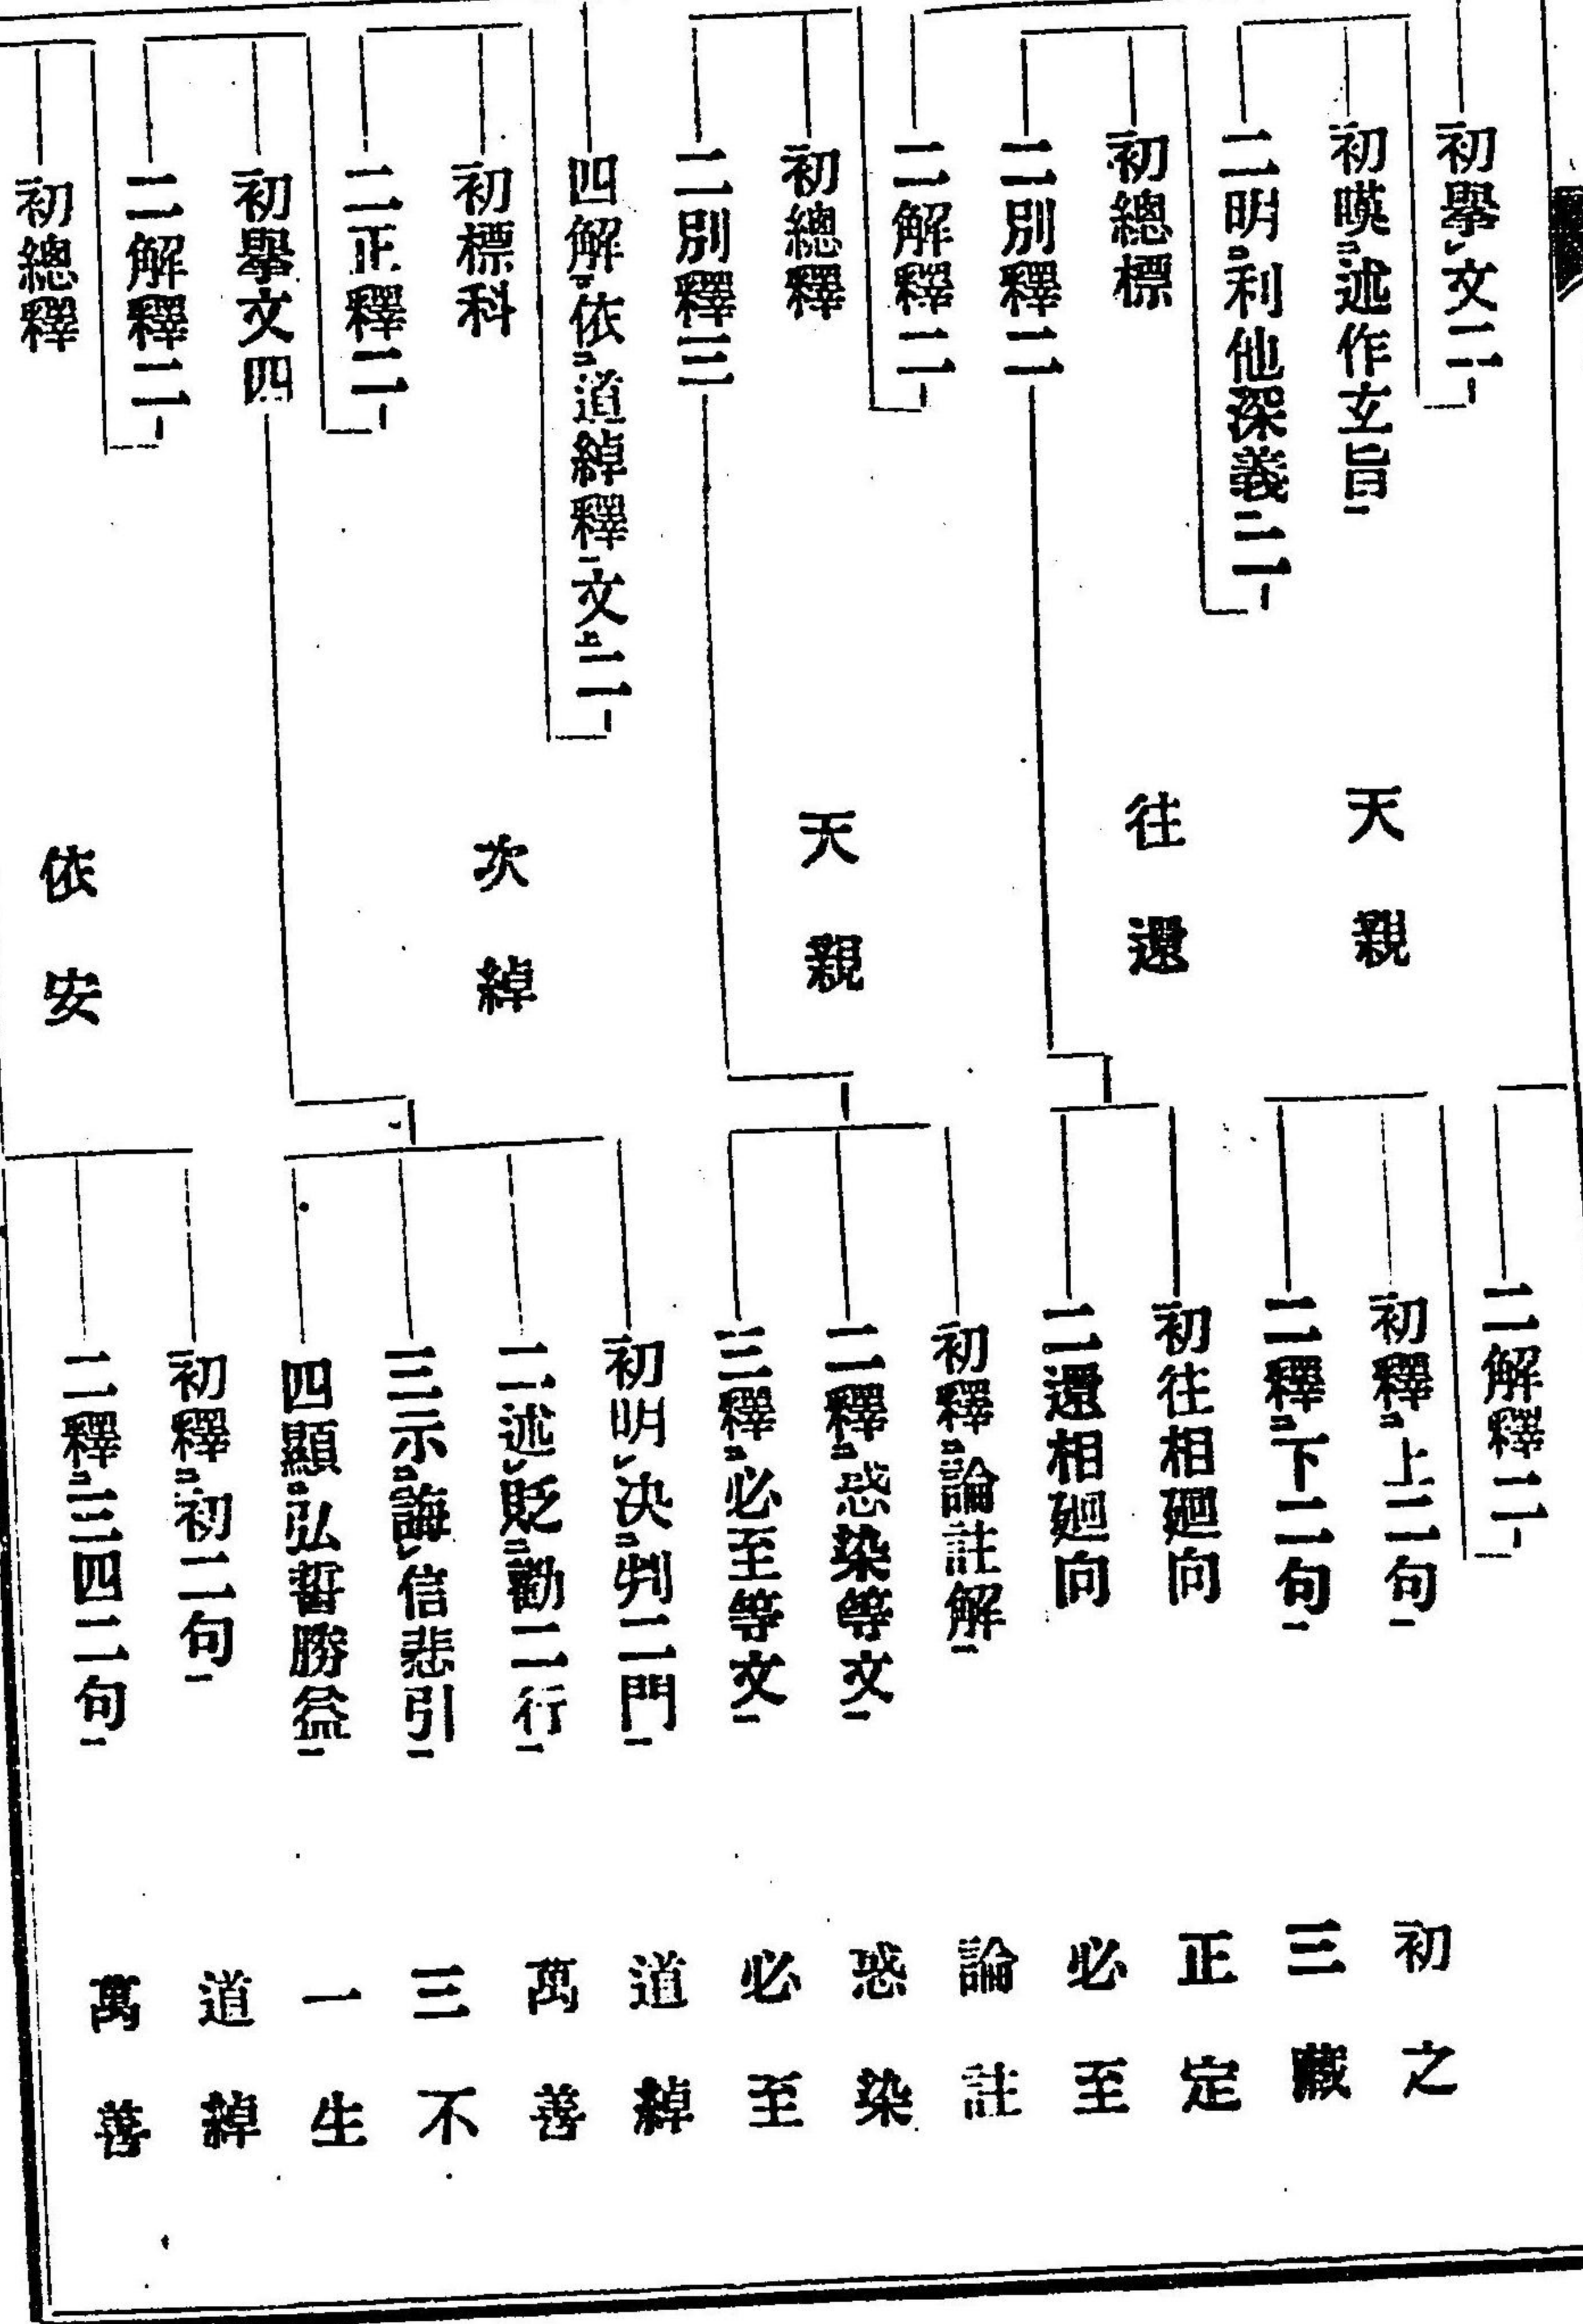 初擧文二
初暎述作玄旨
天親
二明利他深義二
初總標
往還
二別釋二
二解釋二
初總釋
天親
二別釋三
四解依道綽釋文二
初標科
次綽
二正釋二
初擧文四
二解釋二
初總釋
依安
二解釋二
初釋上二句
初之
二釋下二句
三藏
初往相廻向
正定
二還相廻向
必至
初釋論註解
論註
二釋惑染等文
惑染
三釋必至等文
必至
初明決判二門
道綽
二述貶勸二行
萬善
三示誨信悲引
三不
四顯弘誓勝益
一生
初釋初二句
道綽
二釋三四二句
萬善